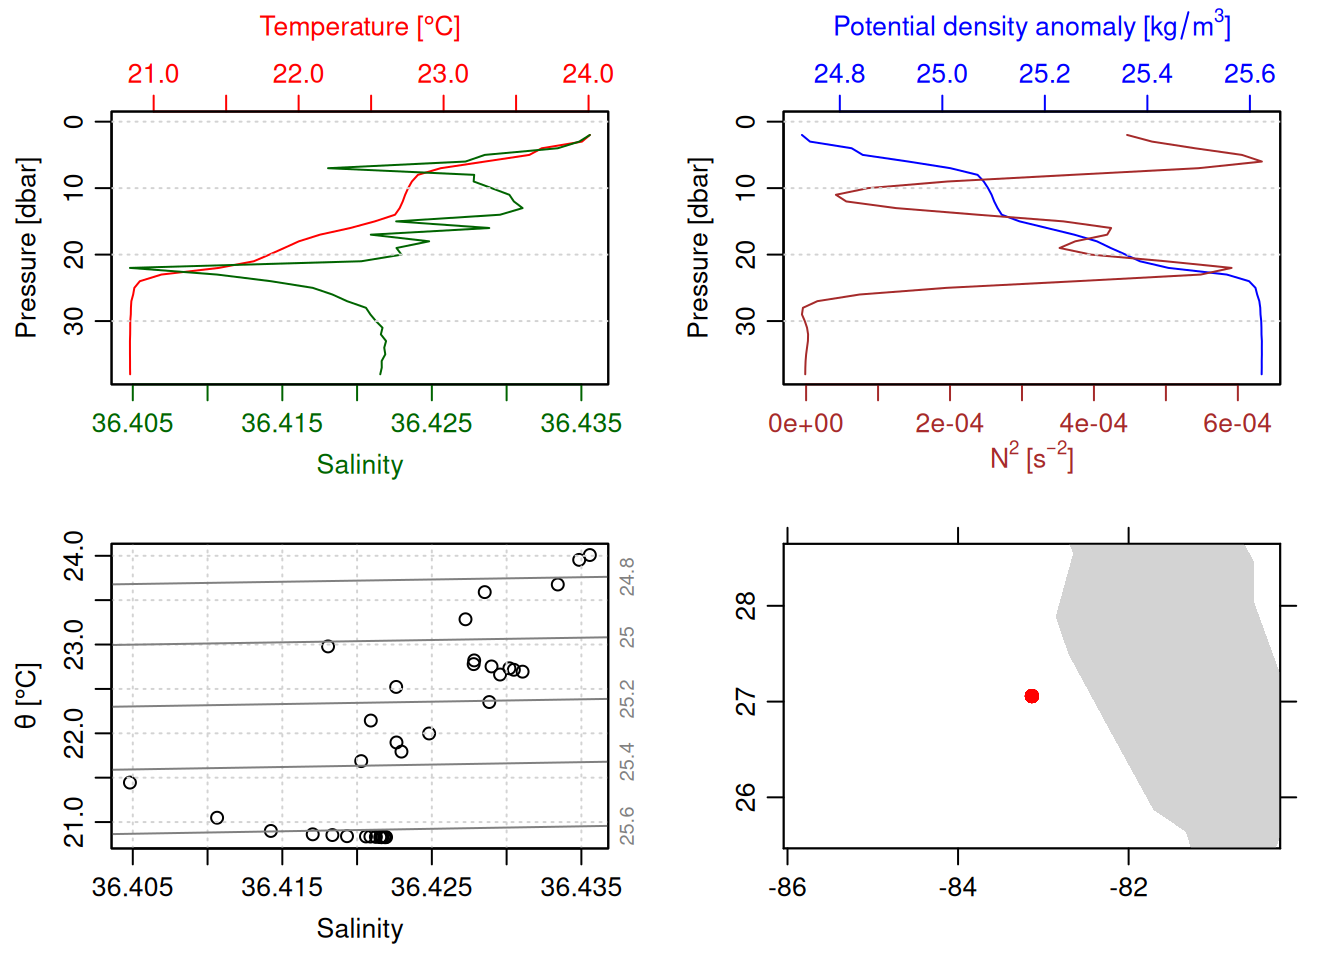 Temperature [°C]
21.0 22.0 23.0 24.0
0
10
20
30
Pressure [dbar]
36.405 36.415 36.425 36.435
Salinity
Potential density anomaly [kg/m³]
24.8 25.0 25.2 25.4 25.6
0
10
20
30
Pressure [dbar]
0e+00 2e-04 4e-04 6e-04
N² [s⁻²]
24.0
23.0
22.0
21.0
θ [°C]
24.8
25
25.2
25.4
25.6
36.405 36.415 36.425 36.435
Salinity
28
27
26
-86 -84 -82